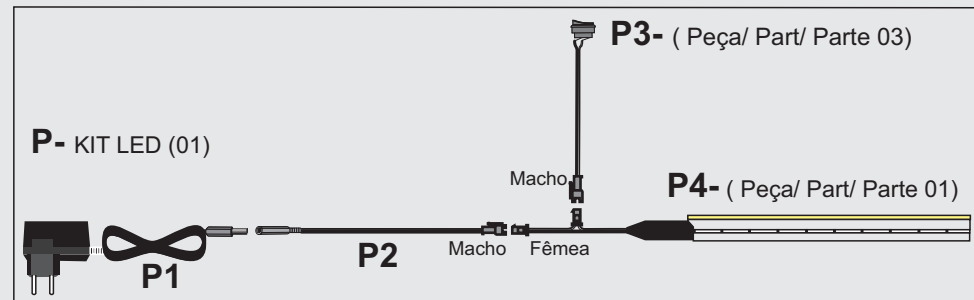 P3- ( Peça/ Part/ Parte 03)
P- KIT LED (01)
Macho
P4- ( Peça/ Part/ Parte 01)
P1
P2
Macho
Fêmea